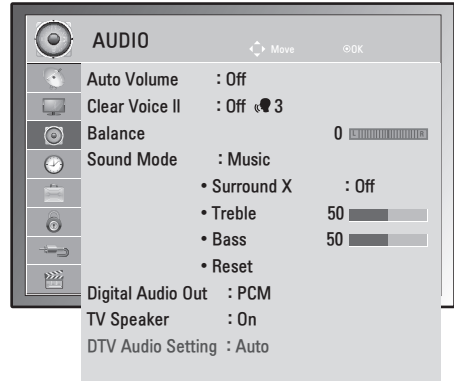 AUDIO Move OK
Auto Volume : Off
Clear Voice II : Off 3
Balance 0 L R
Sound Mode : Music
• Surround X : Off
• Treble 50
• Bass 50
• Reset
Digital Audio Out : PCM
TV Speaker : On
DTV Audio Setting : Auto